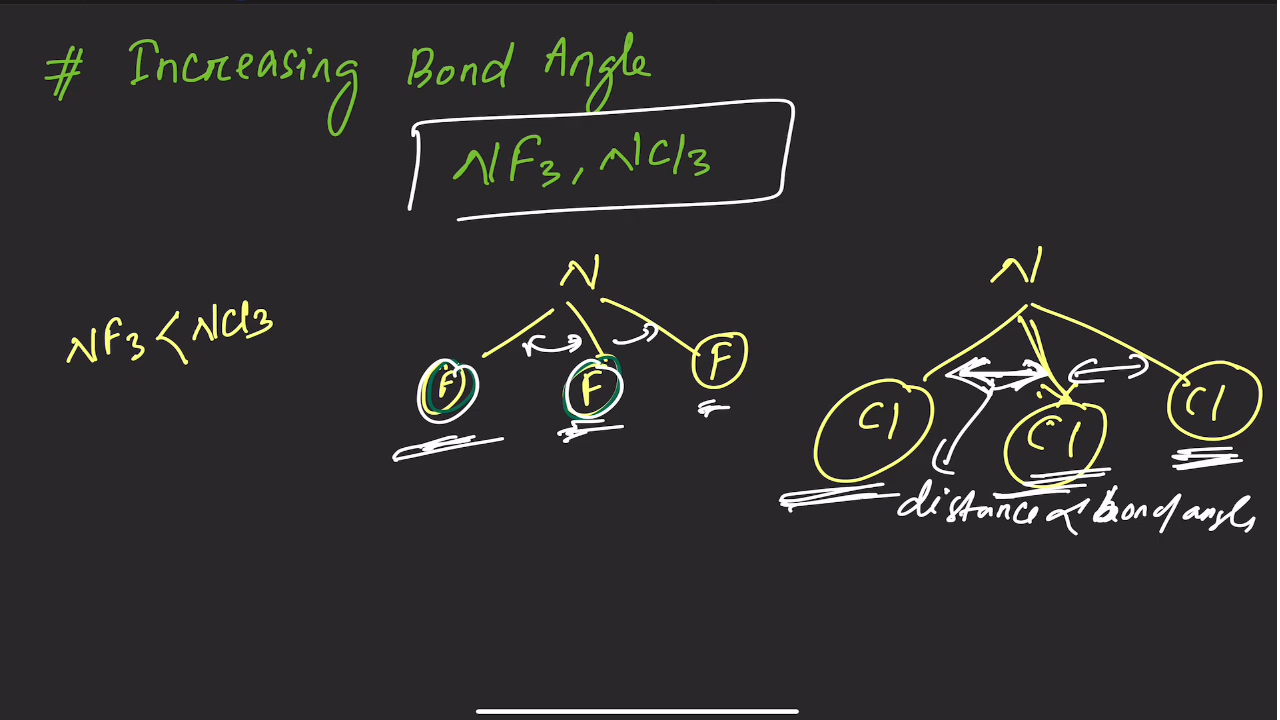 # Increasing Bond Angle
NF3, NCl3
NF3 < NCl3
N
F F F
N
Cl Cl Cl
distance ∝ bond angle